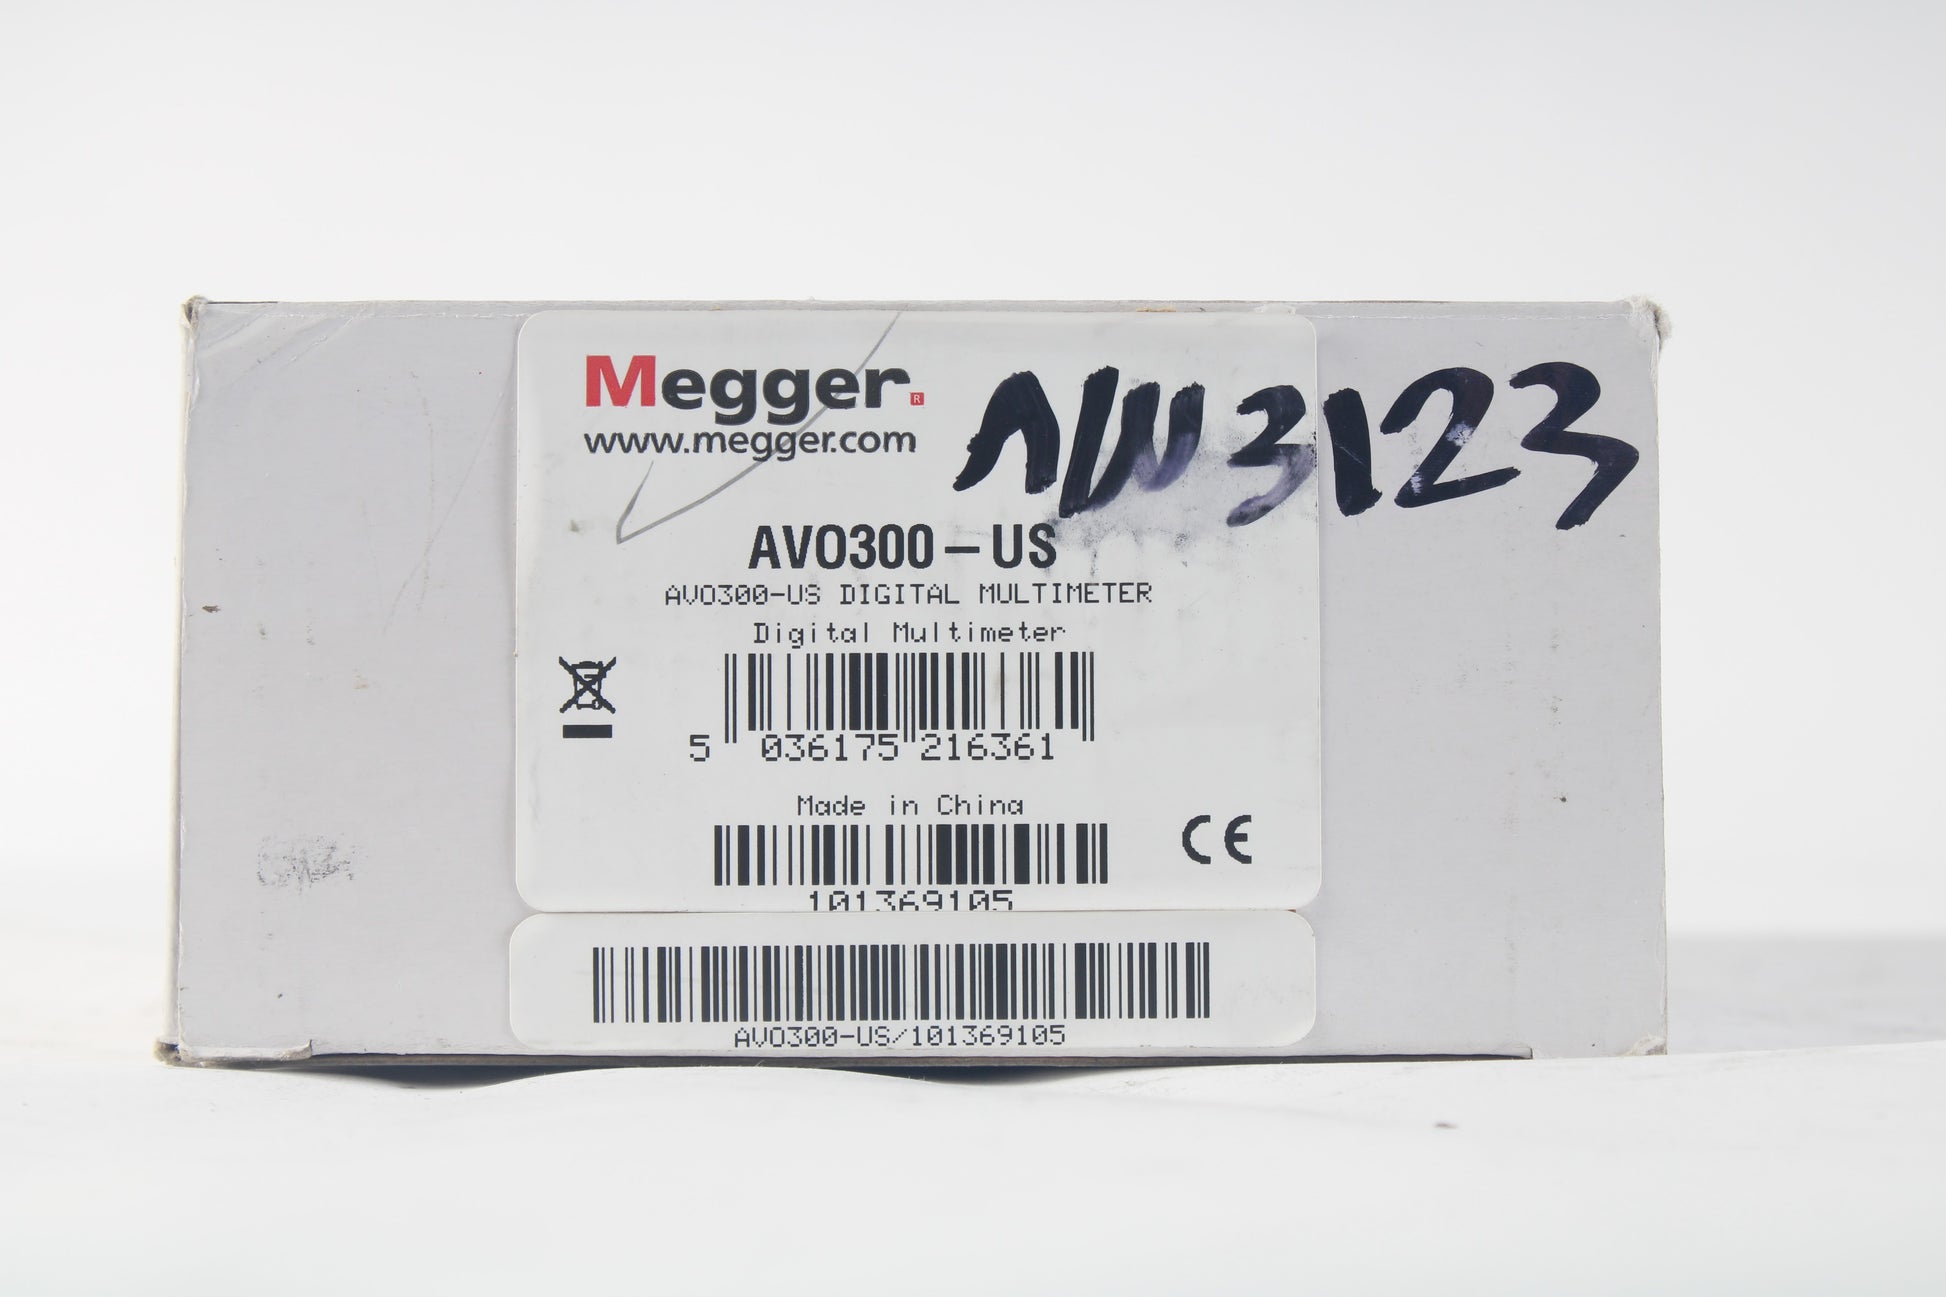 Megger®
www.megger.com
3123
AVO300-US
AVO300-US DIGITAL MULTIMETER
Digital Multimeter
5 036175 216361
Made in China
CE
101369105
AVO300-US/101369105